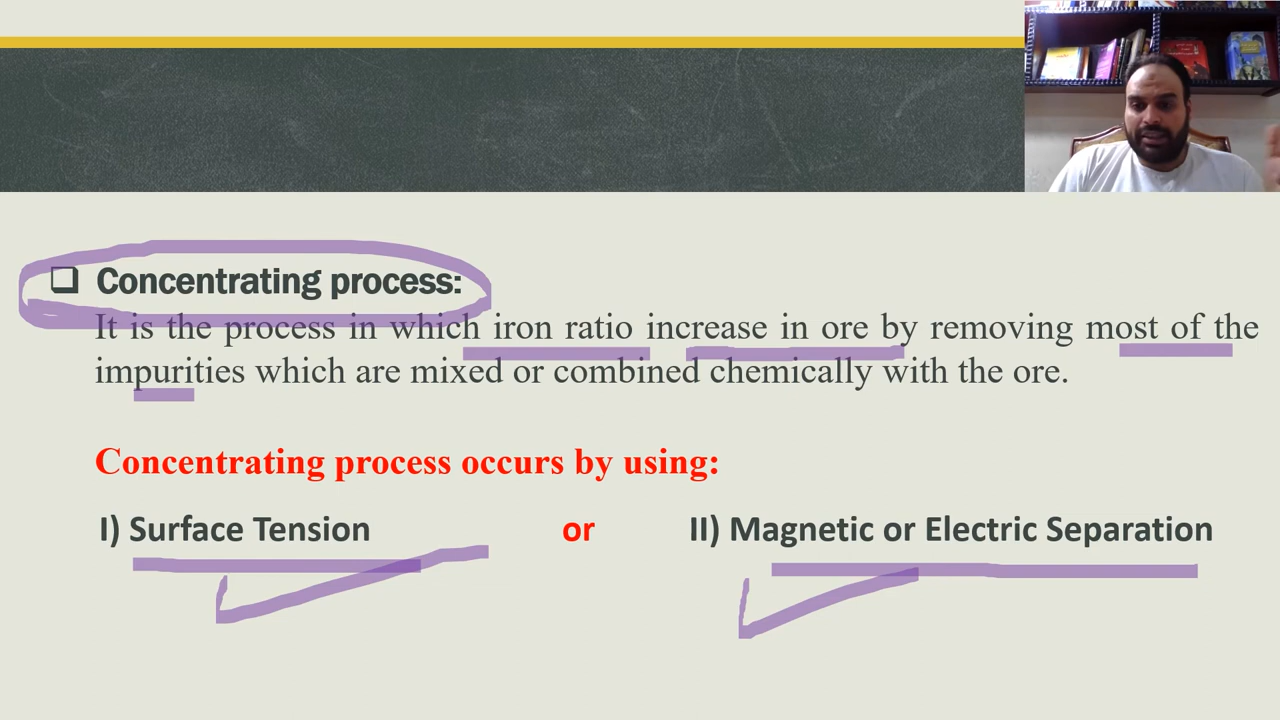 ❑ Concentrating process:
It is the process in which iron ratio increase in ore by removing most of the
impurities which are mixed or combined chemically with the ore.
Concentrating process occurs by using:
I) Surface Tension or II) Magnetic or Electric Separation